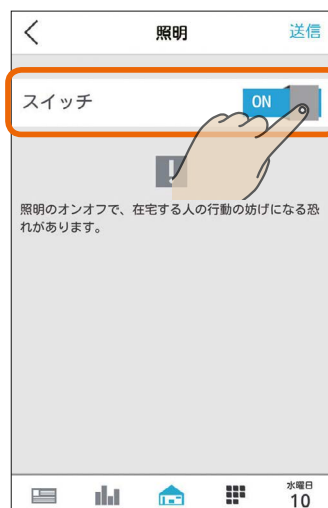 照明
送信
スイッチ
ON
照明のオンオフで、在宅する人の行動の妨げになる恐
れがあります。
水曜日
10